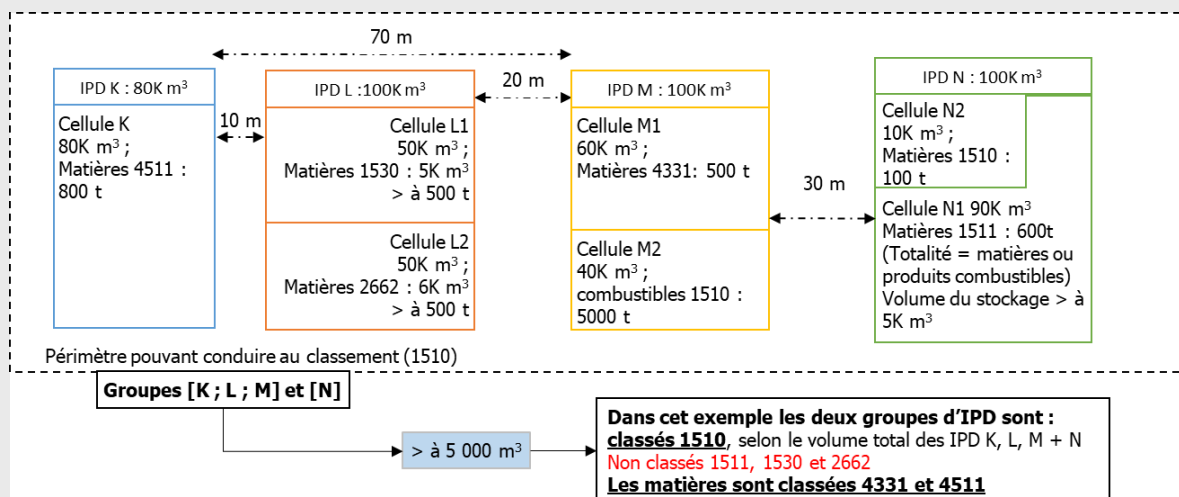 70 m
IPD K : 80K m³
Cellule K
80K m³ ;
Matières 4511 :
800 t
10 m
IPD L :100K m³
Cellule L1
50K m³ ;
Matières 1530 : 5K m³
> à 500 t
Cellule L2
50K m³ ;
Matières 2662 : 6K m³
> à 500 t
20 m
IPD M : 100K m³
Cellule M1
60K m³ ;
Matières 4331: 500 t
Cellule M2
40K m³ ;
combustibles 1510 :
5000 t
30 m
IPD N : 100K m³
Cellule N2
10K m³ ;
Matières 1510 :
100 t
Cellule N1 90K m³
Matières 1511 : 600t
(Totalité = matières ou
produits combustibles)
Volume du stockage > à
5K m³
Périmètre pouvant conduire au classement (1510)
Groupes [K ; L ; M] et [N]
> à 5 000 m³
Dans cet exemple les deux groupes d'IPD sont :
classés 1510, selon le volume total des IPD K, L, M + N
Non classés 1511, 1530 et 2662
Les matières sont classées 4331 et 4511